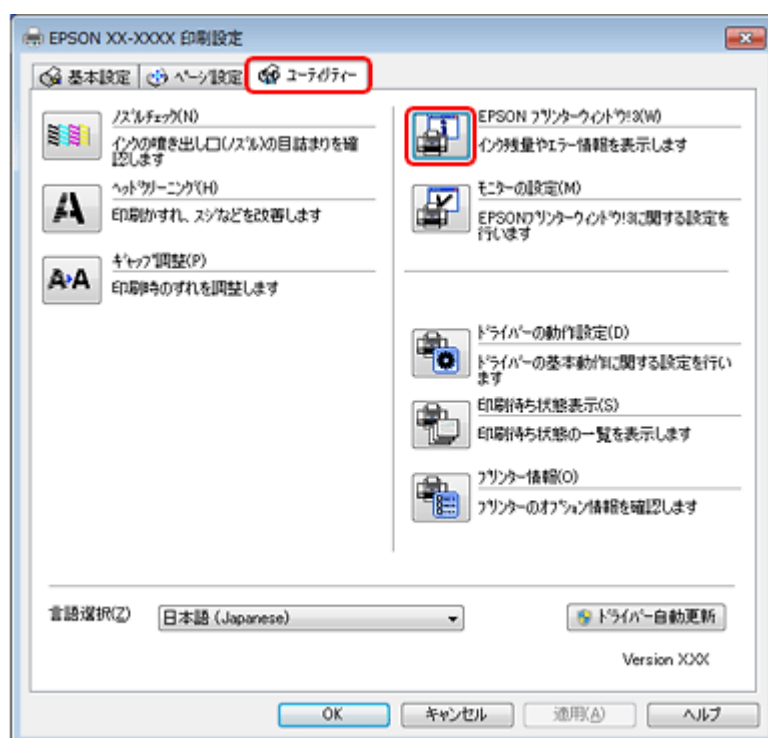 EPSON XX-XXXX 印刷設定
基本設定
ページ設定
ユーティリティー
ノズルチェック(N)
インクの噴き出し口(ノズル)の目詰まりを確
認します
ヘッドクリーニング(H)
印刷かすれ、スジなどを改善します
ギャップ調整(P)
印刷時のずれを調整します
EPSON プリンターウィンドウ!3(W)
インク残量やエラー情報を表示します
モニターの設定(M)
EPSONプリンターウィンドウ!3に関する設定を
行います
ドライバーの動作設定(D)
ドライバーの基本動作に関する設定を行い
ます
印刷待ち状態表示(S)
印刷待ち状態の一覧を表示します
プリンター情報(O)
プリンターのオプション情報を確認します
言語選択(Z)
日本語 (Japanese)
ドライバー自動更新
Version X.XX
OK
キャンセル
適用(A)
ヘルプ